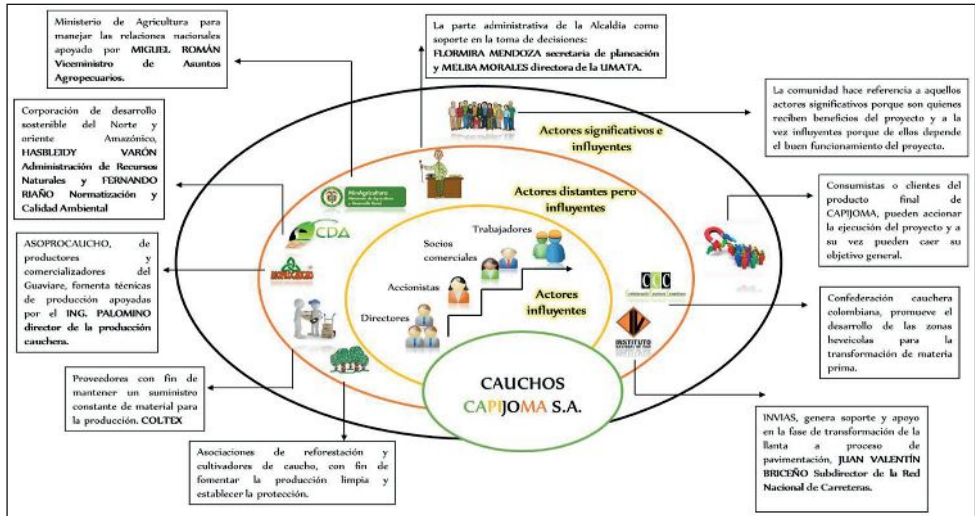 Ministerio de Agricultura para
manejar las relaciones nacionales
apoyado por MIGUEL ROMÁN
Viceministro de Asuntos
Agropecuarios.
La parte administrativa de la Alcaldía como
soporte en la toma de decisiones:
FLORMIRA MENDOZA secretaria de planeación
y MELBA MORALES directora de la UMATA.
La comunidad hace referencia a aquellos
actores significativos porque son quienes
reciben beneficios del proyecto y a la
vez influyentes porque de ellos depende
el buen funcionamiento del proyecto.
Corporación de desarrollo
sostenible del Norte y
oriente Amazónico,
HASBLEIDY VARÓN
Administración de Recursos
Naturales y FERNANDO
RIAÑO Normatización y
Calidad Ambiental
ASOPROCAUCHO, de
productores y
comercializadores del
Guaviare, fomenta técnicas
de producción apoyadas
por el ING. PALOMINO
director de la producción
cauchera.
Proveedores con fin de
mantener un suministro
constante de material para
la producción. COLTEX
Asociaciones de reforestación y
cultivadores de caucho, con fin de
fomentar la producción limpia y
establecer la protección.
Consumistas o clientes del
producto final de
CAPIJOMA, pueden accionar
la ejecución del proyecto y a
su vez pueden caer su
objetivo general.
Confederación cauchera
colombiana, promueve el
desarrollo de las zonas
heveicolas para la
transformación de materia
prima.
INVIAS, genera soporte y apoyo
en la fase de transformación de la
llanta a proceso de
pavimentación, JUAN VALENTÍN
BRICEÑO Subdirector de la Red
Nacional de Carreteras.
Actores significativos e
influyentes
Actores distantes pero
influyentes
MinAgricultura
CDA
CCC
INSTITUTO
Trabajadores
Socios
comerciales
Accionistas
Directores
Actores
influyentes
CAUCHOS
CAPIJOMA S.A.